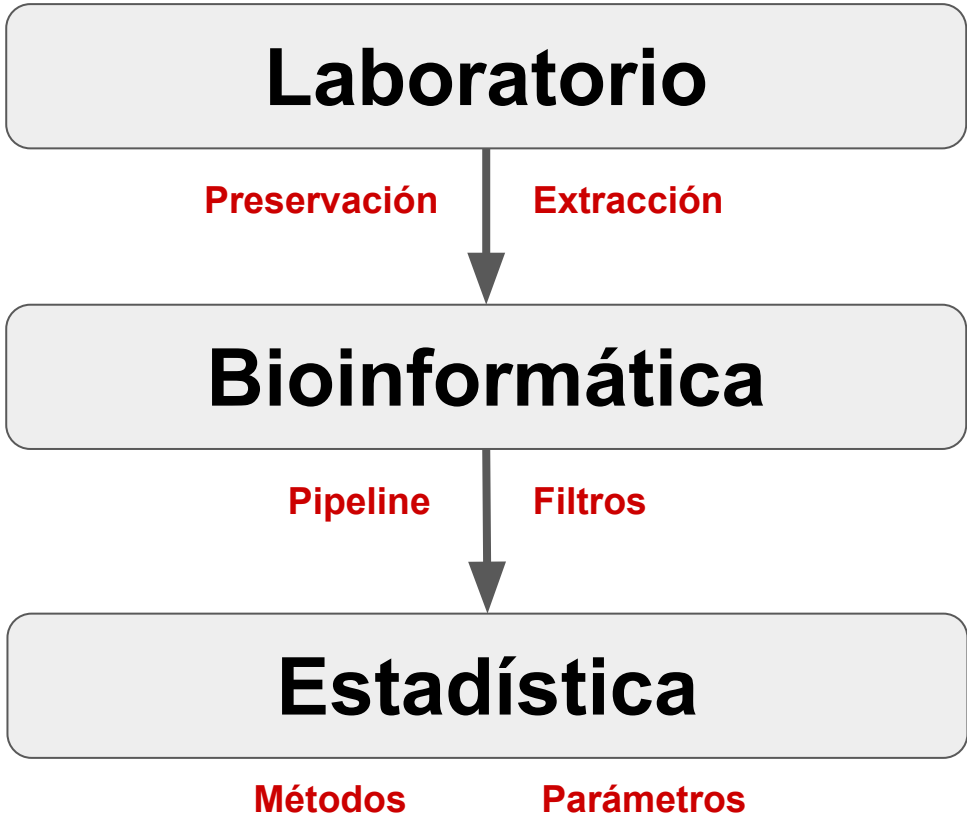 Laboratorio
Preservación Extracción
Bioinformática
Pipeline Filtros
Estadística
Métodos Parámetros